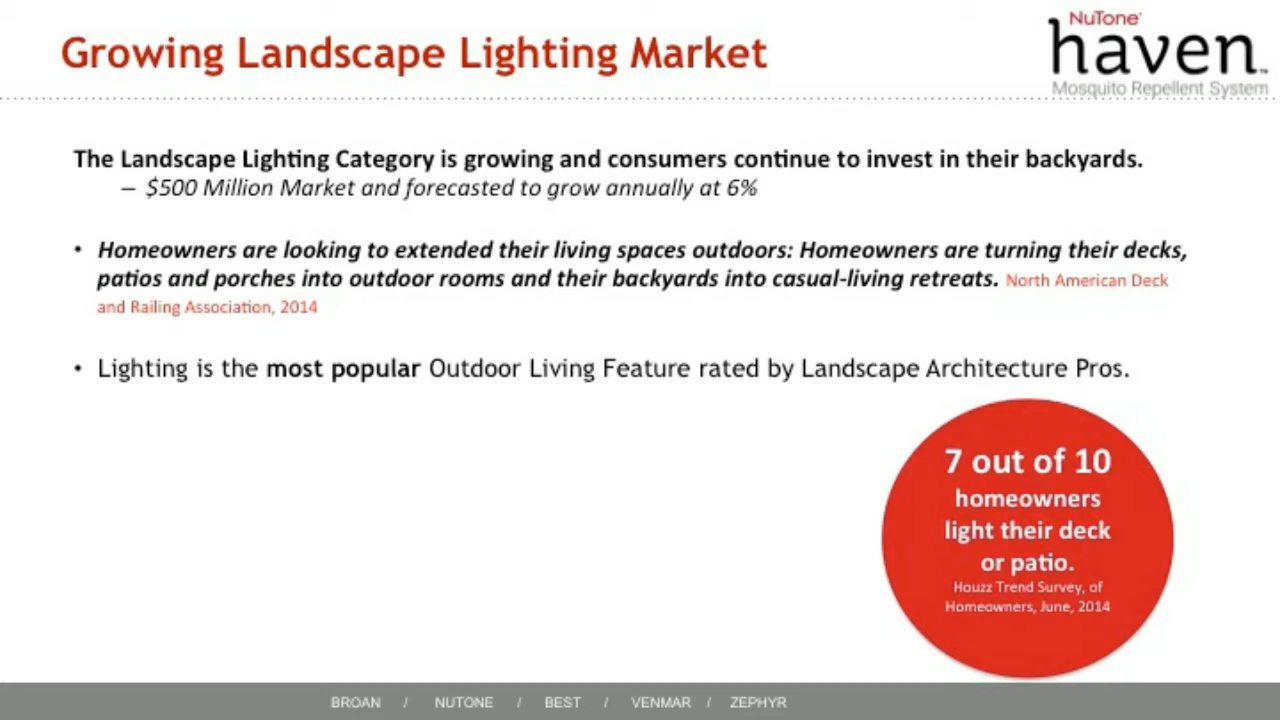 Growing Landscape Lighting Market
NuTone®
haven™
Mosquito Repellent System
The Landscape Lighting Category is growing and consumers continue to invest in their backyards.
– $500 Million Market and forecasted to grow annually at 6%
• Homeowners are looking to extended their living spaces outdoors: Homeowners are turning their decks,
patios and porches into outdoor rooms and their backyards into casual-living retreats. North American Deck
and Railing Association, 2014
• Lighting is the most popular Outdoor Living Feature rated by Landscape Architecture Pros.
7 out of 10
homeowners
light their deck
or patio.
Houzz Trend Survey, of
Homeowners, June, 2014
BROAN / NUTONE / BEST / VENMAR / ZEPHYR